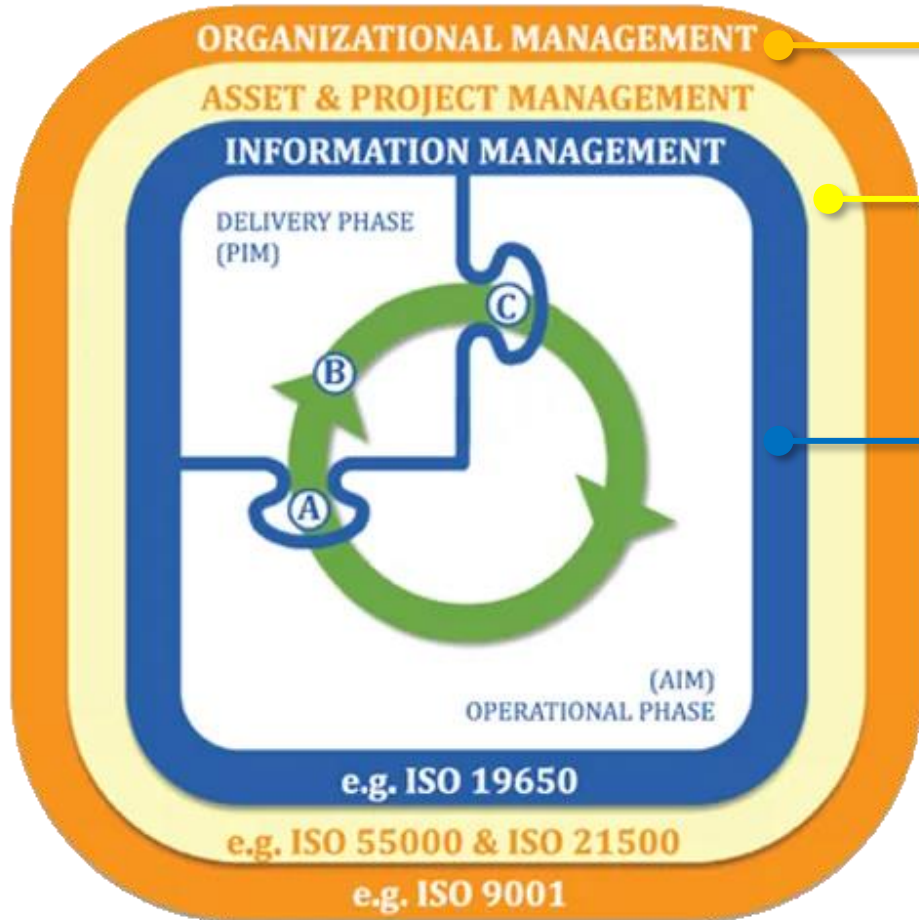 ORGANIZATIONAL MANAGEMENT
ASSET & PROJECT MANAGEMENT
INFORMATION MANAGEMENT
DELIVERY PHASE
(PIM)
C
B
A
(AIM)
OPERATIONAL PHASE
e.g. ISO 19650
e.g. ISO 55000 & ISO 21500
e.g. ISO 9001